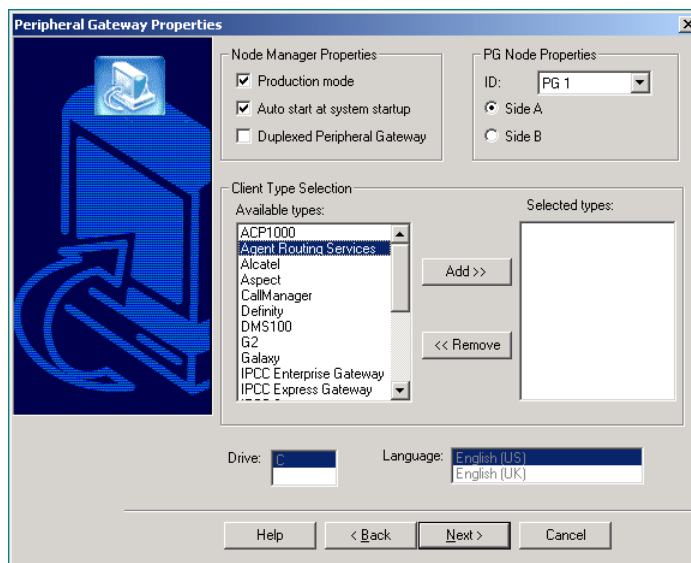 Peripheral Gateway Properties
Node Manager Properties
Production mode
Auto start at system startup
Duplexed Peripheral Gateway
PG Node Properties
ID: PG 1
Side A
Side B
Client Type Selection
Available types:
ACP1000
Agent Routing Services
Alcatel
Aspect
CallManager
Definity
DMS100
G2
Galaxy
IPCC Enterprise Gateway
IPCC Express Gateway
Add >>
<< Remove
Selected types:
Drive: C
Language: English (US)
English (UK)
Help
< Back
Next >
Cancel